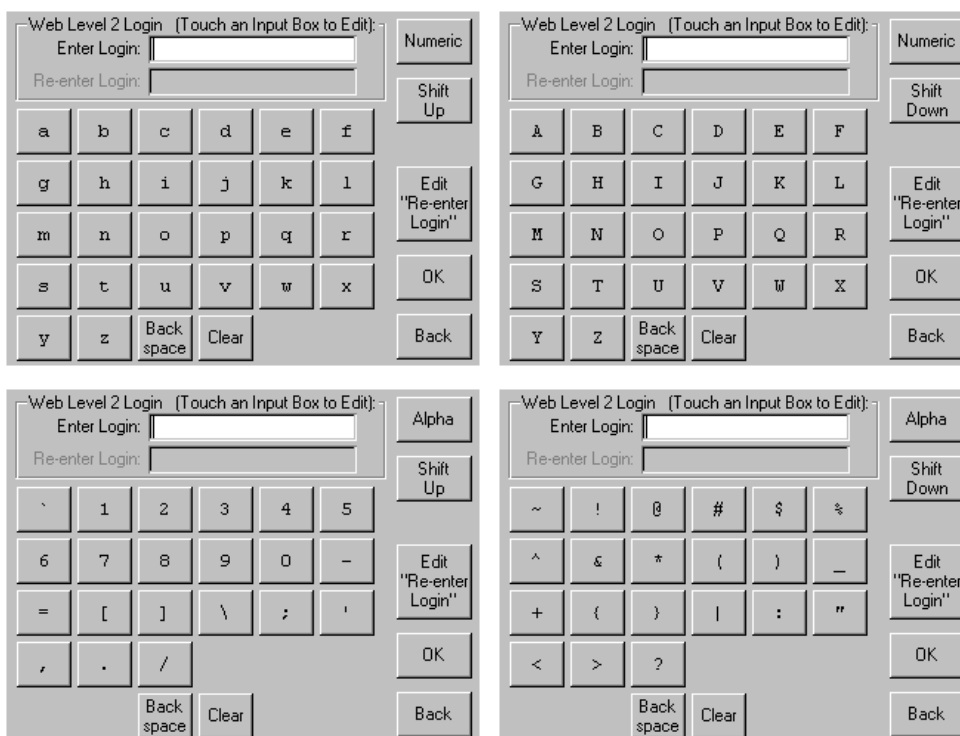 Web Level 2 Login (Touch an Input Box to Edit):
Enter Login:
Re-enter Login:
Numeric
Shift
Up
a b c d e f
g h i j k l
m n o p q r
s t u v w x
y z Back
space Clear
Edit
"Re-enter
Login"
OK
Back
Web Level 2 Login (Touch an Input Box to Edit):
Enter Login:
Re-enter Login:
Numeric
Shift
Down
A B C D E F
G H I J K L
M N O P Q R
S T U V W X
Y Z Back
space Clear
Edit
"Re-enter
Login"
OK
Back
Web Level 2 Login (Touch an Input Box to Edit):
Enter Login:
Re-enter Login:
Alpha
Shift
Up
` 1 2 3 4 5
6 7 8 9 0 -
= [ ] \ ; '
, . /
Back
space Clear
Edit
"Re-enter
Login"
OK
Back
Web Level 2 Login (Touch an Input Box to Edit):
Enter Login:
Re-enter Login:
Alpha
Shift
Down
~ ! @ # $ %
^ & * ( ) _
+ { } | : "
< > ?
Back
space Clear
Edit
"Re-enter
Login"
OK
Back